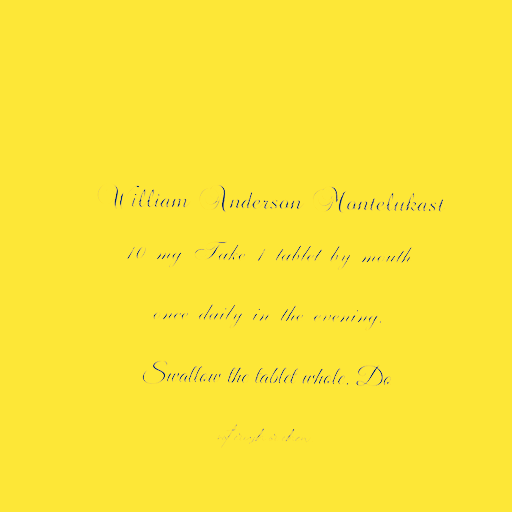 William Anderson Montelukast
10 mg Take 1 tablet by mouth
once daily in the evening.
Swallow the tablet whole. Do